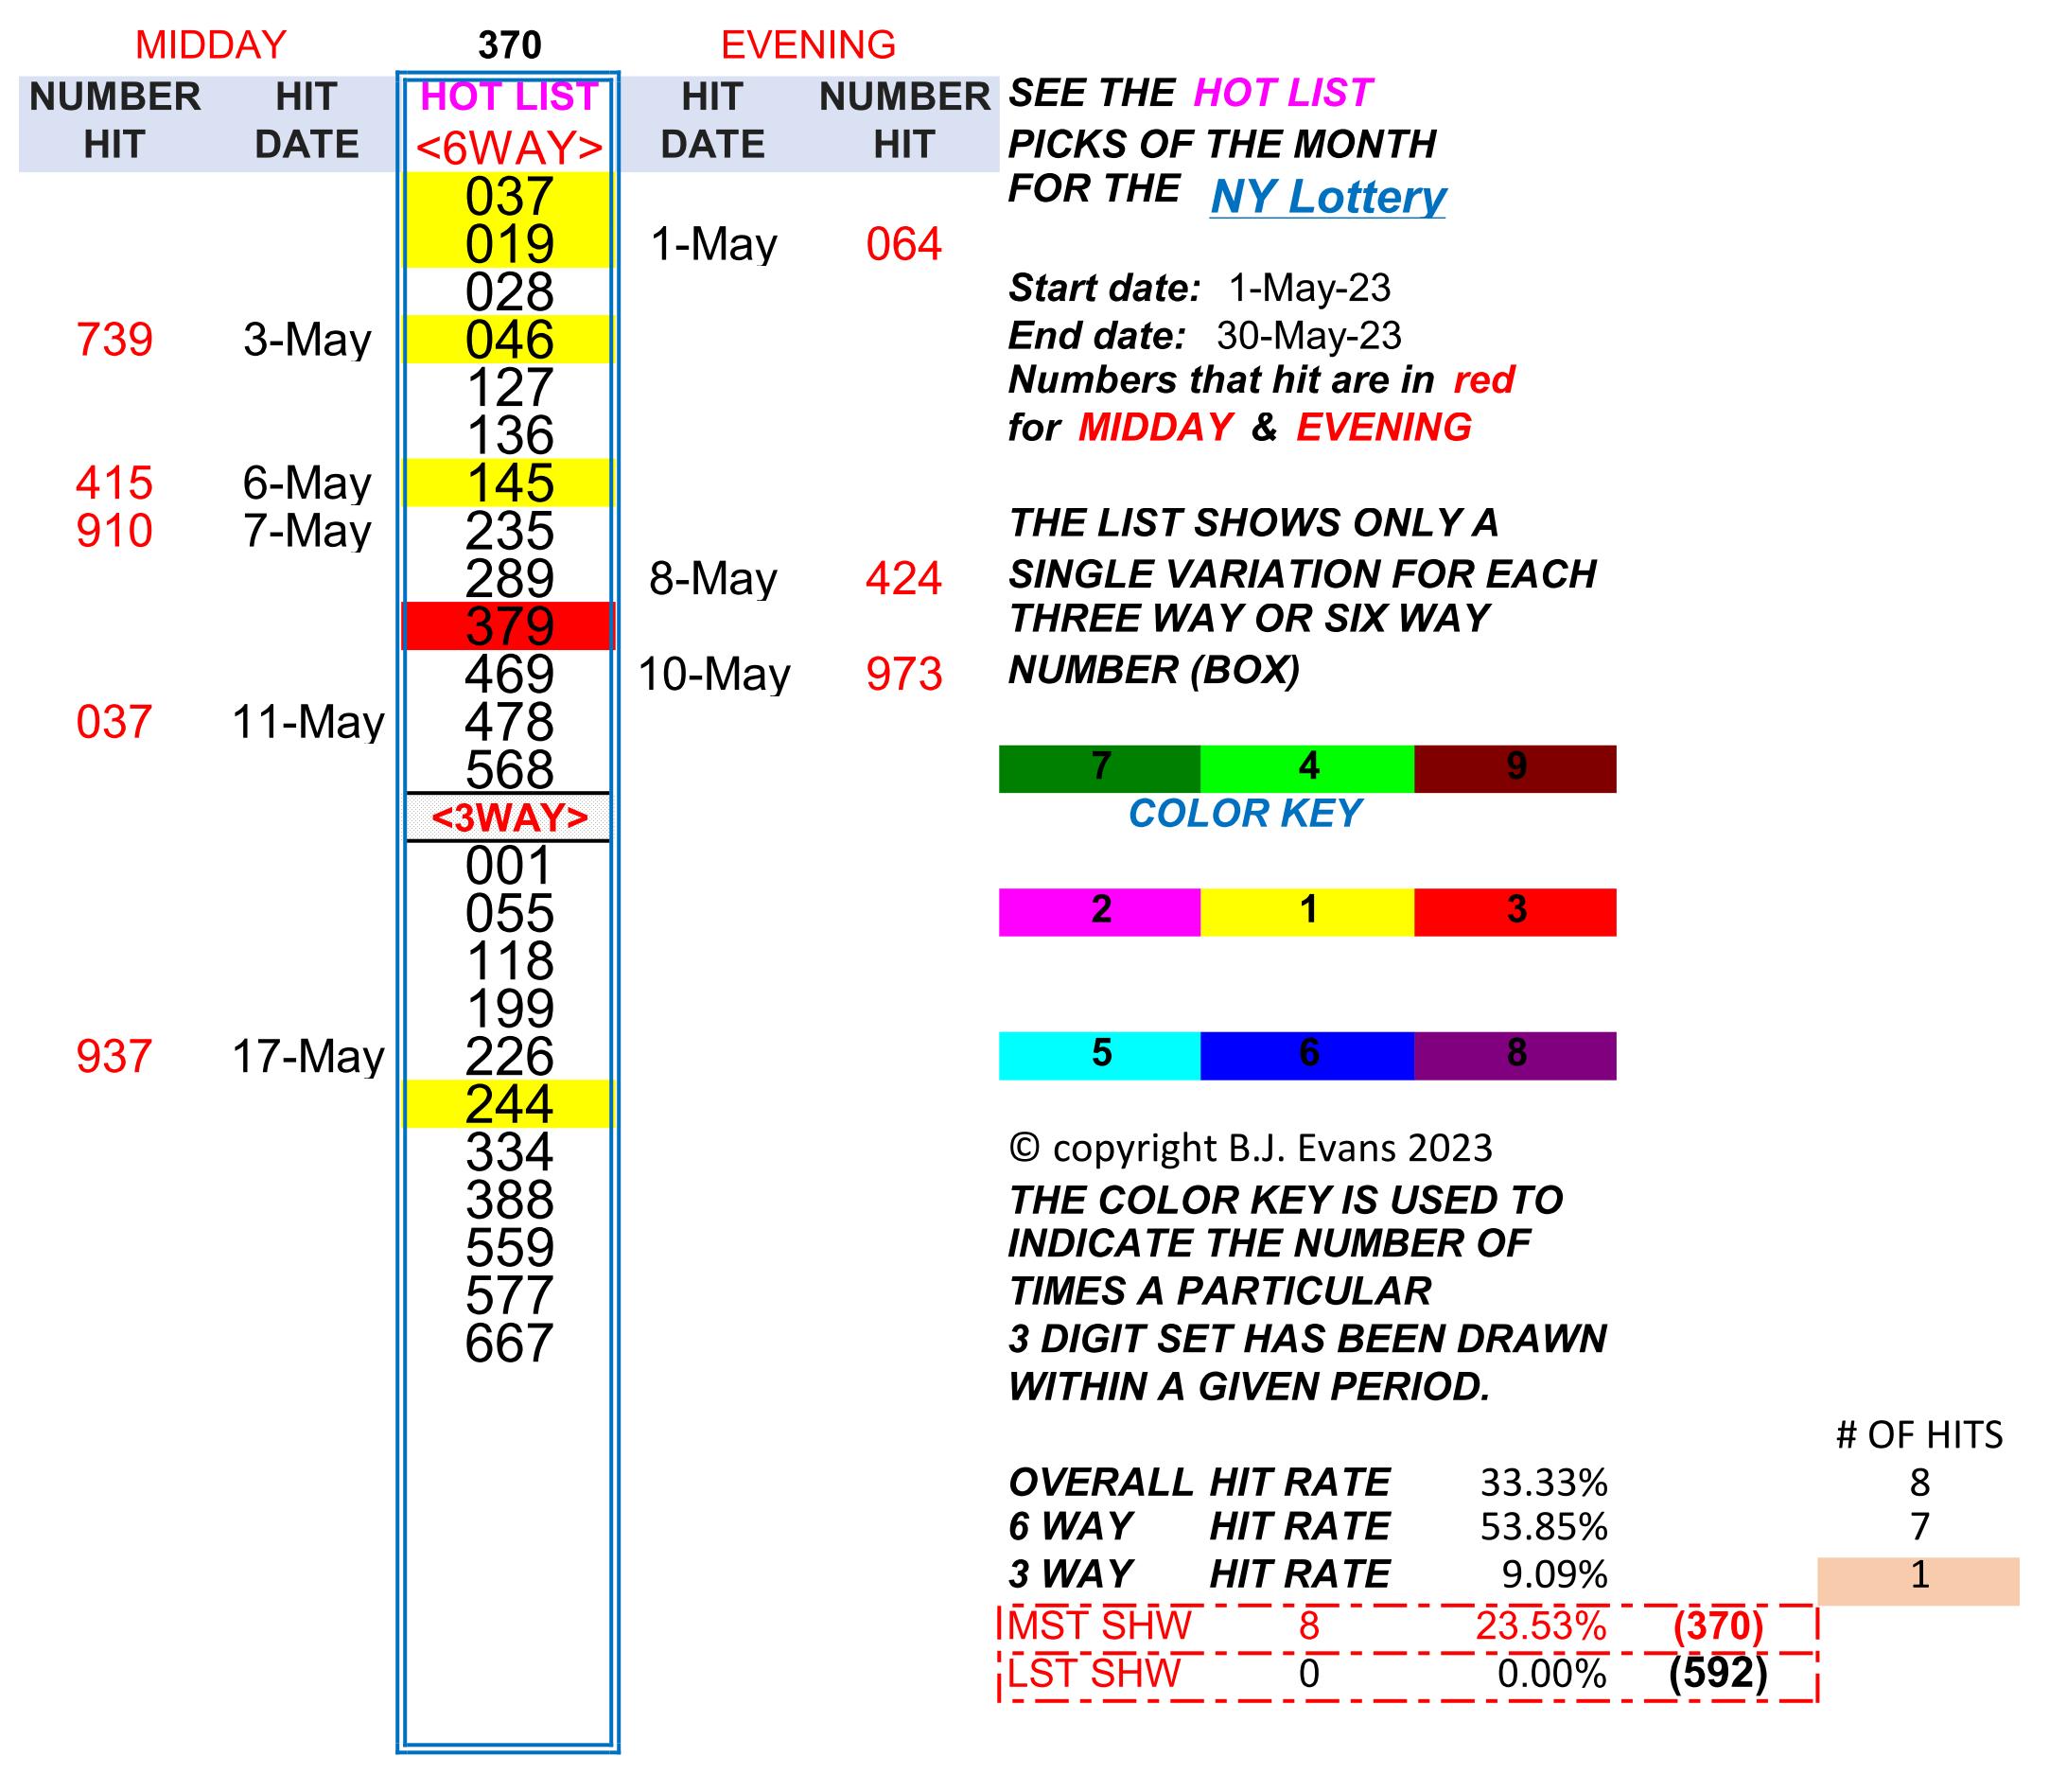 MIDDAY 370 EVENING
NUMBER HIT HOT LIST HIT NUMBER SEE THE HOT LIST
HIT DATE <6WAY> DATE HIT PICKS OF THE MONTH
037 FOR THE NY Lottery
019 1-May 064
028 Start date: 1-May-23
739 3-May 046 End date: 30-May-23
127 Numbers that hit are in red
136 for MIDDAY & EVENING
415 6-May 145
910 7-May 235 THE LIST SHOWS ONLY A
289 8-May 424 SINGLE VARIATION FOR EACH
379 THREE WAY OR SIX WAY
469 10-May 973 NUMBER (BOX)
037 11-May 478
568 7 4 9
<3WAY> COLOR KEY
001
055 2 1 3
118
199
937 17-May 226 5 6 8
244
334 © copyright B.J. Evans 2023
388 THE COLOR KEY IS USED TO
559 INDICATE THE NUMBER OF
577 TIMES A PARTICULAR
667 3 DIGIT SET HAS BEEN DRAWN
WITHIN A GIVEN PERIOD.
# OF HITS
OVERALL HIT RATE 33.33% 8
6 WAY HIT RATE 53.85% 7
3 WAY HIT RATE 9.09% 1
MST SHW 8 23.53% (370)
LST SHW 0 0.00% (592)